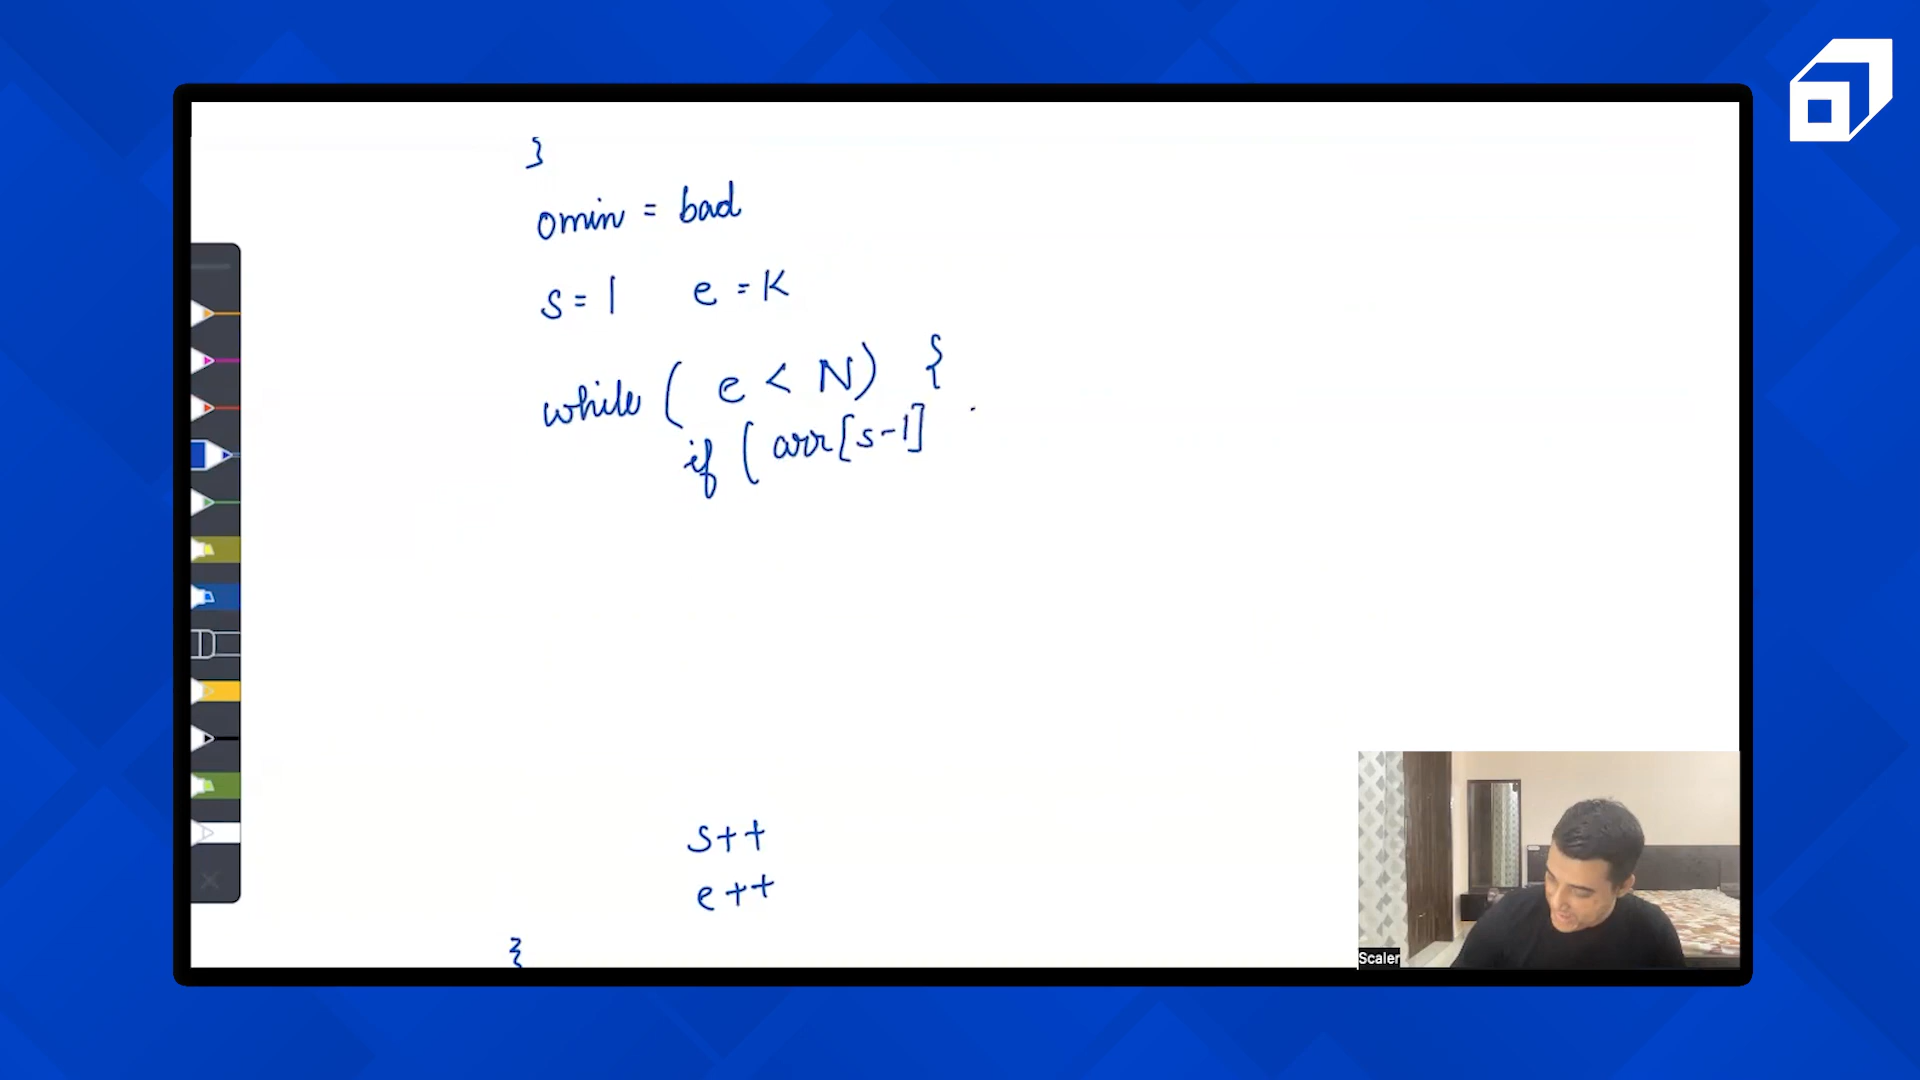 }
omin = bad
s = 1 e = K
while ( e < N) {
if ( arr[s-1]
s++
e++
}
Scaler